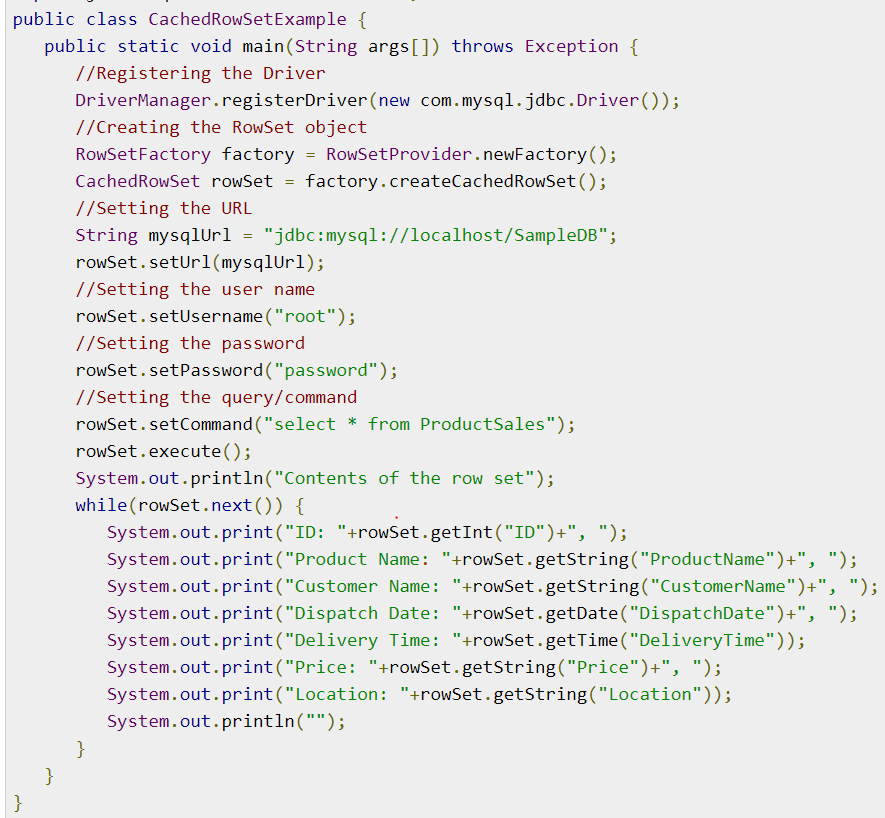 public class CachedRowSetExample {
   public static void main(String args[]) throws Exception {
      //Registering the Driver
      DriverManager.registerDriver(new com.mysql.jdbc.Driver());
      //Creating the RowSet object
      RowSetFactory factory = RowSetProvider.newFactory();
      CachedRowSet rowSet = factory.createCachedRowSet();
      //Setting the URL
      String mysqlUrl = "jdbc:mysql://localhost/SampleDB";
      rowSet.setUrl(mysqlUrl);
      //Setting the user name
      rowSet.setUsername("root");
      //Setting the password
      rowSet.setPassword("password");
      //Setting the query/command
      rowSet.setCommand("select * from ProductSales");
      rowSet.execute();
      System.out.println("Contents of the row set");
      while(rowSet.next()) {
         System.out.print("ID: "+rowSet.getInt("ID")+", ");
         System.out.print("Product Name: "+rowSet.getString("ProductName")+", ");
         System.out.print("Customer Name: "+rowSet.getString("CustomerName")+", ");
         System.out.print("Dispatch Date: "+rowSet.getDate("DispatchDate")+", ");
         System.out.print("Delivery Time: "+rowSet.getTime("DeliveryTime"));
         System.out.print("Price: "+rowSet.getString("Price")+", ");
         System.out.print("Location: "+rowSet.getString("Location"));
         System.out.println("");
      }
   }
}